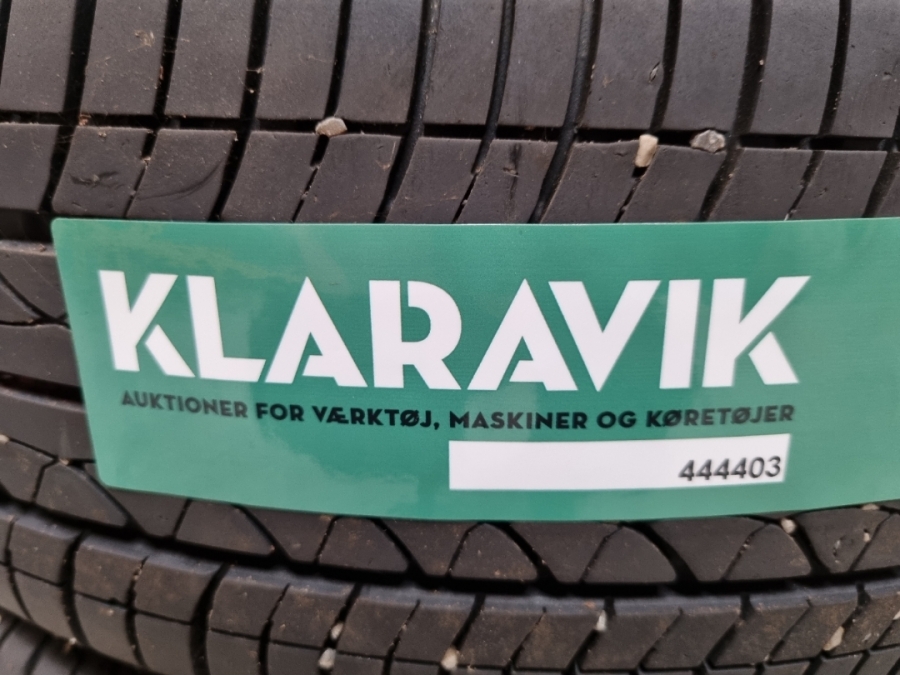 KLARAVIK
AUKTIONER FOR VÆRKTØJ, MASKINER OG KØRETØJER
444403